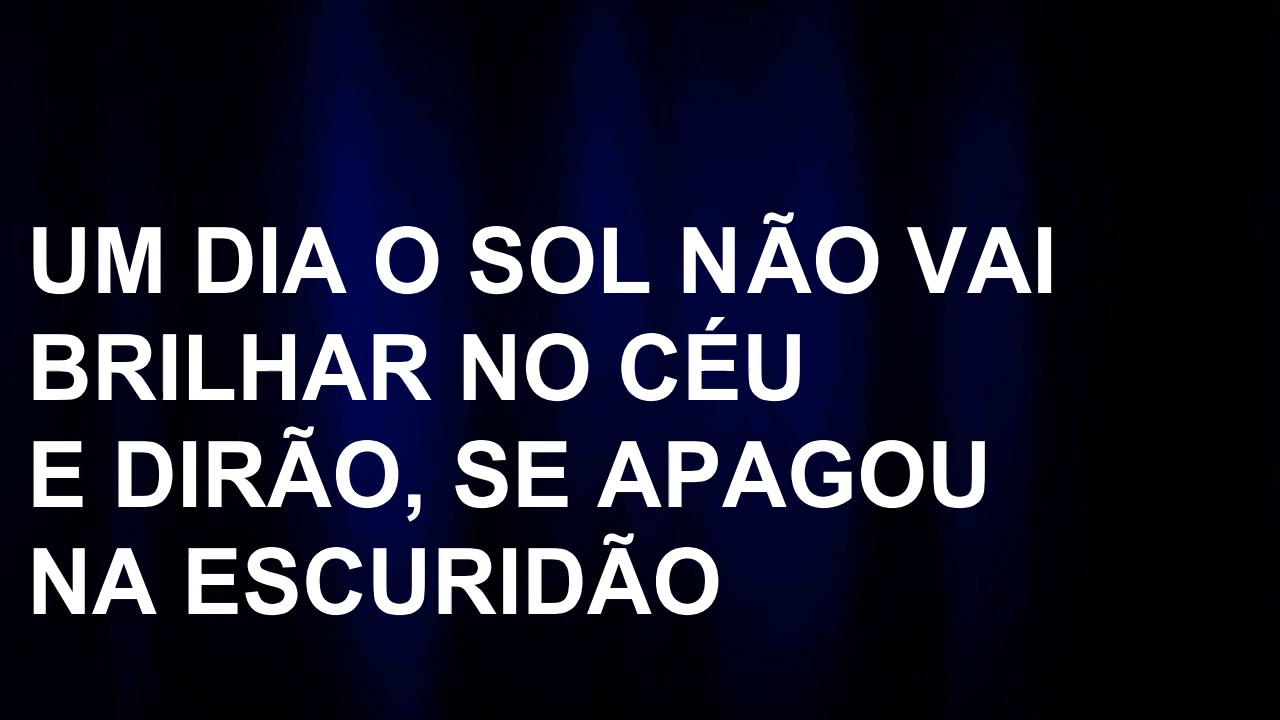 UM DIA O SOL NÃO VAI
BRILHAR NO CÉU
E DIRÃO, SE APAGOU
NA ESCURIDÃO